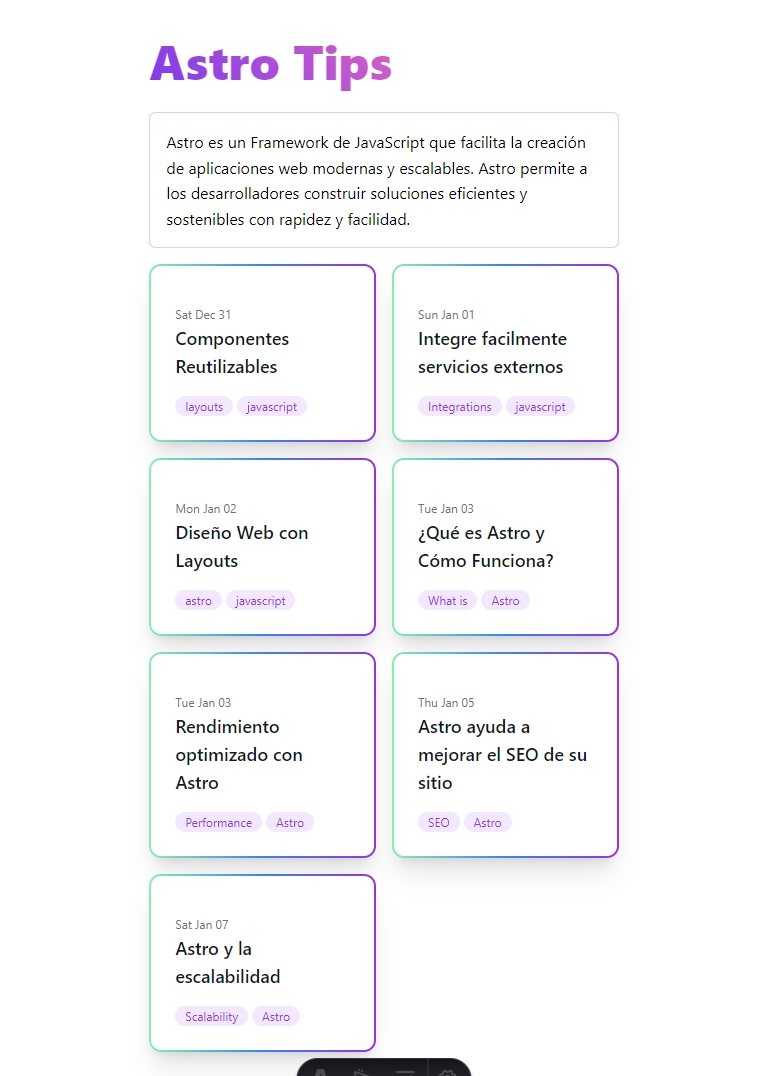 Astro Tips
Astro es un Framework de JavaScript que facilita la creación
de aplicaciones web modernas y escalables. Astro permite a
los desarrolladores construir soluciones eficientes y
sostenibles con rapidez y facilidad.
Sat Dec 31
Componentes
Reutilizables
layouts javascript
Sun Jan 01
Integre facilmente
servicios externos
Integrations javascript
Mon Jan 02
Diseño Web con
Layouts
astro javascript
Tue Jan 03
¿Qué es Astro y
Cómo Funciona?
What is Astro
Tue Jan 03
Rendimiento
optimizado con
Astro
Performance Astro
Thu Jan 05
Astro ayuda a
mejorar el SEO de su
sitio
SEO Astro
Sat Jan 07
Astro y la
escalabilidad
Scalability Astro